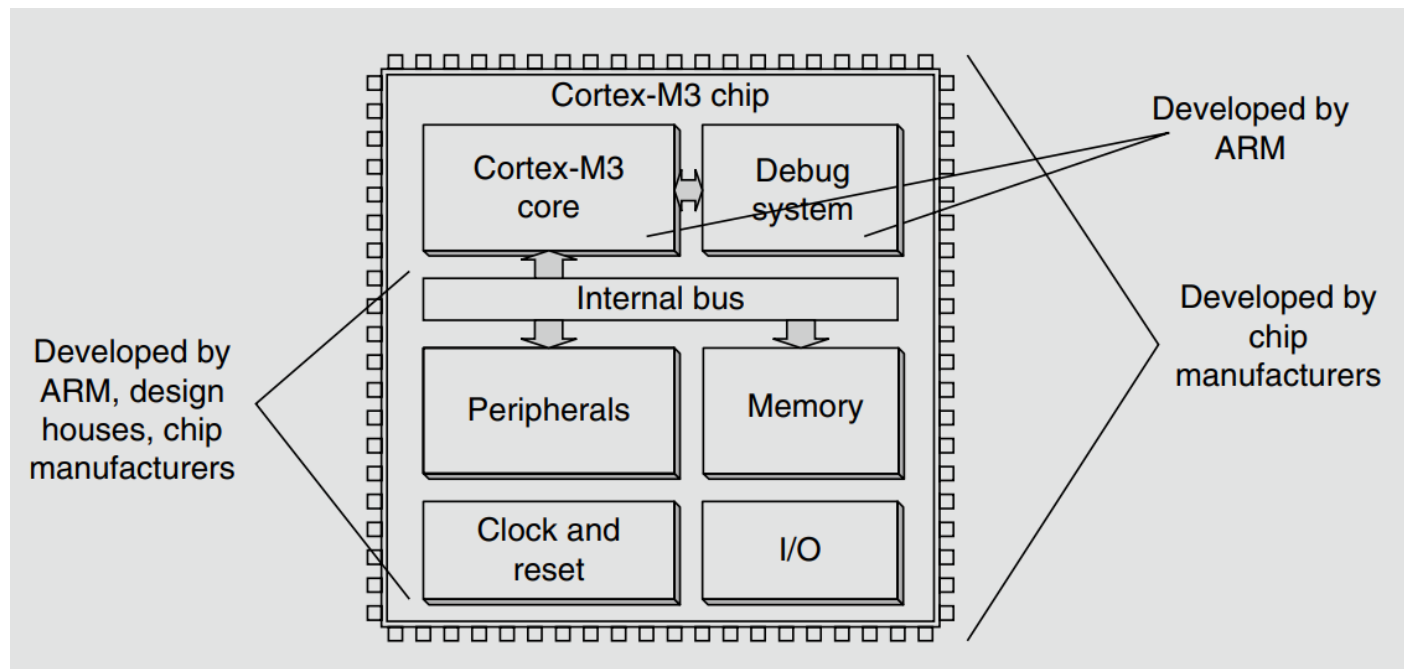 Cortex-M3 chip
Cortex-M3
core
Debug
system
Internal bus
Peripherals
Memory
Clock and
reset
I/O
Developed by
ARM
Developed by
chip
manufacturers
Developed by
ARM, design
houses, chip
manufacturers